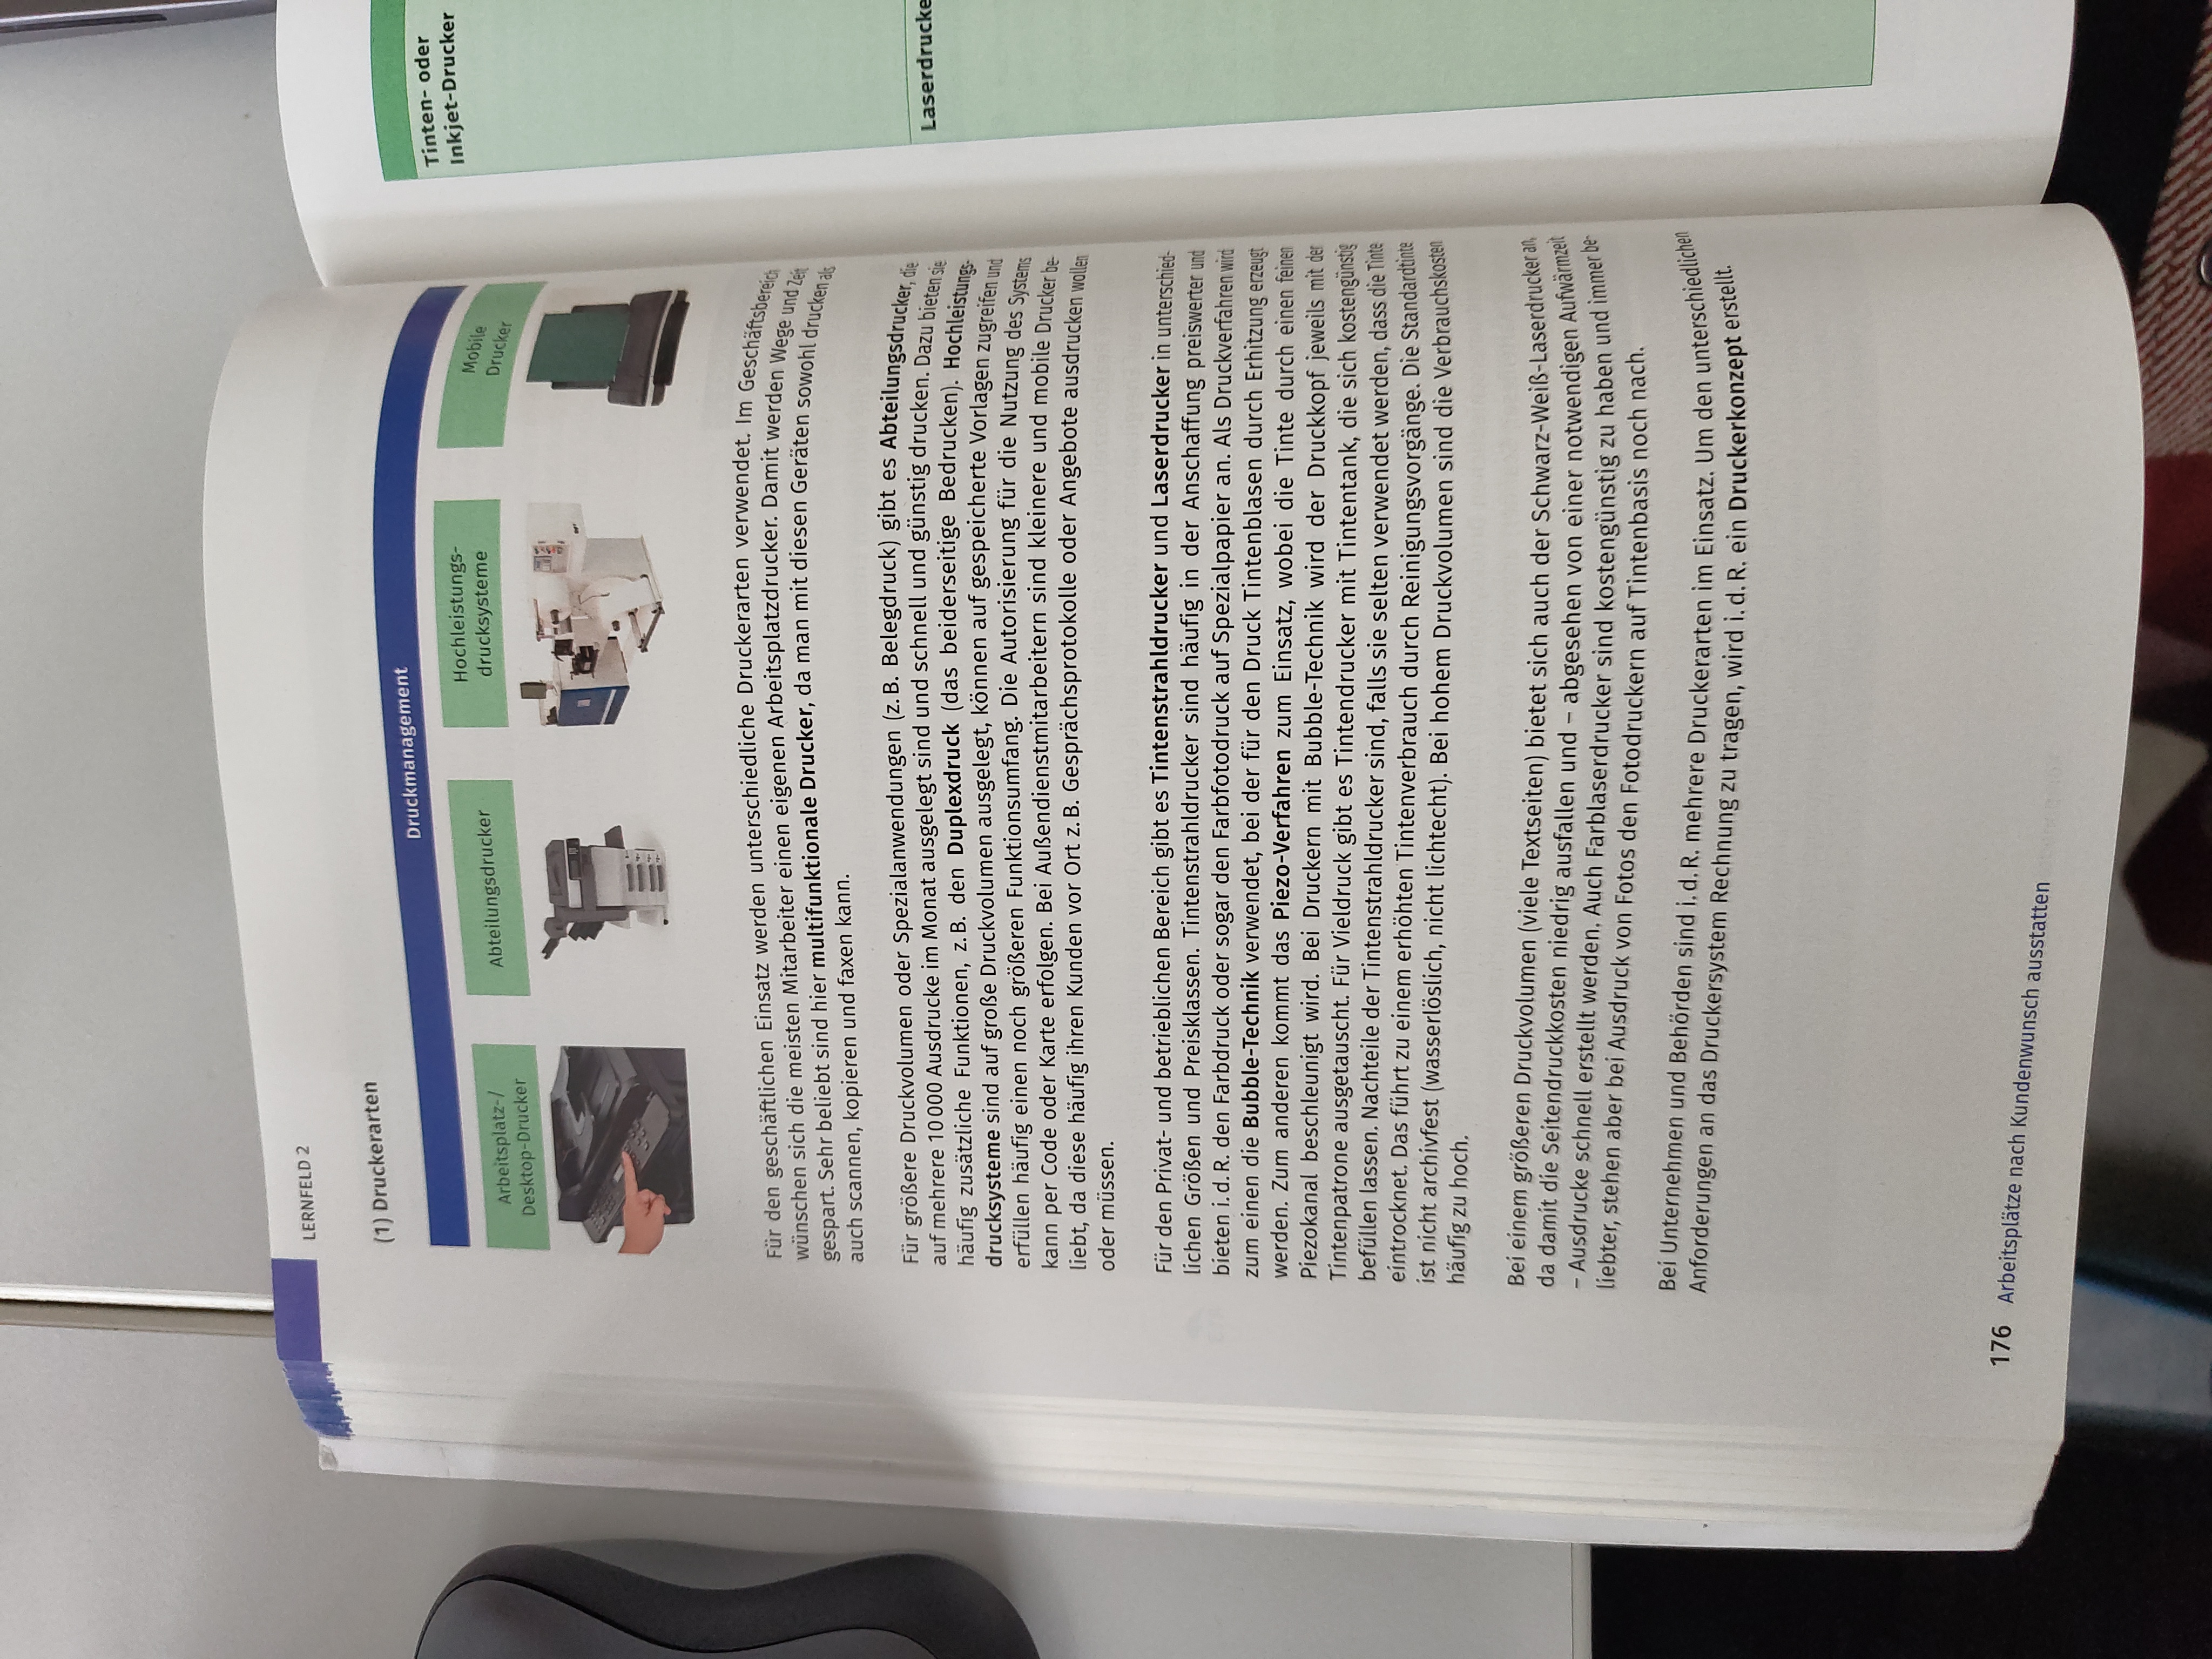 LERNFELD 2
(1) Druckerarten
Druckmanagement
Arbeitsplatz-/
Desktop-Drucker
Abteilungsdrucker
Hochleistungs-
drucksysteme
Mobile
Drucker
Für den geschäftlichen Einsatz werden unterschiedliche Druckerarten verwendet. Im Geschäftsbereich
wünschen sich die meisten Mitarbeiter einen eigenen Arbeitsplatzdrucker. Damit werden Wege und Zeit
gespart. Sehr beliebt sind hier multifunktionale Drucker, da man mit diesen Geräten sowohl drucken als
auch scannen, kopieren und faxen kann.
Für größere Druckvolumen oder Spezialanwendungen (z. B. Belegdruck) gibt es Abteilungsdrucker, die
auf mehrere 10 000 Ausdrucke im Monat ausgelegt sind und schnell und günstig drucken. Dazu bieten sie
häufig zusätzliche Funktionen, z. B. den Duplexdruck (das beiderseitige Bedrucken). Hochleistungs-
drucksysteme sind auf große Druckvolumen ausgelegt, können auf gespeicherte Vorlagen zugreifen und
erfüllen häufig einen noch größeren Funktionsumfang. Die Autorisierung für die Nutzung des Systems
kann per Code oder Karte erfolgen. Bei Außendienstmitarbeitern sind kleinere und mobile Drucker be-
liebt, da diese häufig ihren Kunden vor Ort z. B. Gesprächsprotokolle oder Angebote ausdrucken wollen
oder müssen.
Für den Privat- und betrieblichen Bereich gibt es Tintenstrahldrucker und Laserdrucker in unterschied-
lichen Größen und Preisklassen. Tintenstrahldrucker sind häufig in der Anschaffung preiswerter und
bieten i. d. R. den Farbdruck oder sogar den Farbfotodruck auf Spezialpapier an. Als Druckverfahren wird
zum einen die Bubble-Technik verwendet, bei der für den Druck Tintenblasen durch Erhitzung erzeugt
werden. Zum anderen kommt das Piezo-Verfahren zum Einsatz, wobei die Tinte durch einen feinen
Piezokanal beschleunigt wird. Bei Druckern mit Bubble-Technik wird der Druckkopf jeweils mit der
Tintenpatrone ausgetauscht. Für Vieldruck gibt es Tintendrucker mit Tintentank, die sich kostengünstig
befüllen lassen. Nachteile der Tintenstrahldrucker sind, falls sie selten verwendet werden, dass die Tinte
eintrocknet. Das führt zu einem erhöhten Tintenverbrauch durch Reinigungsvorgänge. Die Standardtinte
ist nicht archivfest (wasserlöslich, nicht lichtecht). Bei hohem Druckvolumen sind die Verbrauchskosten
häufig zu hoch.
Bei einem größeren Druckvolumen (viele Textseiten) bietet sich auch der Schwarz-Weiß-Laserdrucker an,
da damit die Seitendruckkosten niedrig ausfallen und – abgesehen von einer notwendigen Aufwärmzeit
– Ausdrucke schnell erstellt werden. Auch Farblaserdrucker sind kostengünstig zu haben und immer be-
liebter, stehen aber bei Ausdruck von Fotos den Fotodruckern auf Tintenbasis noch nach.
Bei Unternehmen und Behörden sind i. d. R. mehrere Druckerarten im Einsatz. Um den unterschiedlichen
Anforderungen an das Druckersystem Rechnung zu tragen, wird i. d. R. ein Druckerkonzept erstellt.
176 Arbeitsplätze nach Kundenwunsch ausstatten
Tinten- oder
Inkjet-Drucker
Laserdrucke